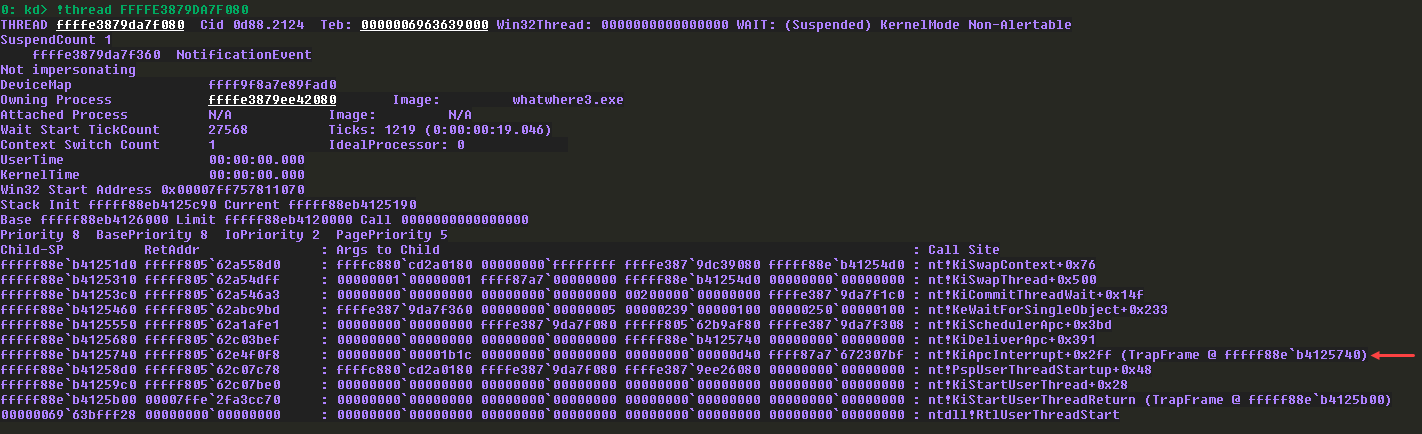 0: kd> !thread FFFFE3879DA7F080
THREAD ffffe3879da7f080  Cid 0d88.2124  Teb: 0000006963639000 Win32Thread: 0000000000000000 WAIT: (Suspended) KernelMode Non-Alertable
SuspendCount 1
    ffffe3879da7f360  NotificationEvent
Not impersonating
DeviceMap                 ffff9f8a7e89fad0
Owning Process            ffffe3879ee42080       Image:         whatwhere3.exe
Attached Process          N/A            Image:         N/A
Wait Start TickCount      27568          Ticks: 1219 (0:00:00:19.046)
Context Switch Count      1              IdealProcessor: 0
UserTime                  00:00:00.000
KernelTime                00:00:00.000
Win32 Start Address 0x00007ff757811070
Stack Init fffff88eb4125c90 Current fffff88eb4125190
Base fffff88eb4126000 Limit fffff88eb4120000 Call 0000000000000000
Priority 8  BasePriority 8  IoPriority 2  PagePriority 5
Child-SP          RetAddr               : Args to Child                                                           : Call Site
fffff88e`b41251d0 fffff805`62a558d0     : ffffc880`cd2a0180 00000000`ffffffff ffffe387`9dc39080 fffff88e`b41254d0 : nt!KiSwapContext+0x76
fffff88e`b4125310 fffff805`62a54dff     : 00000001`00000001 ffff87a7`00000000 fffff88e`b41254d0 00000000`00000000 : nt!KiSwapThread+0x500
fffff88e`b41253c0 fffff805`62a546a3     : 00000000`00000000 00000000`00000000 00200000`00000000 ffffe387`9da7f1c0 : nt!KiCommitThreadWait+0x14f
fffff88e`b4125460 fffff805`62abc9bd     : ffffe387`9da7f360 00000000`00000005 00000239`00000100 00000250`00000100 : nt!KeWaitForSingleObject+0x233
fffff88e`b4125550 fffff805`62a1afe1     : 00000000`00000000 ffffe387`9da7f080 fffff805`62b9af80 ffffe387`9da7f308 : nt!KiSchedulerApc+0x3bd
fffff88e`b4125680 fffff805`62c03bef     : 00000000`00000000 00000000`00000000 fffff88e`b4125740 00000000`00000000 : nt!KiDeliverApc+0x391
fffff88e`b4125740 fffff805`62e4f0f8     : 00000000`00001b1c 00000000`00000000 00000000`00000d40 ffff87a7`672307bf : nt!KiApcInterrupt+0x2ff (TrapFrame @ fffff88e`b4125740)
fffff88e`b41258d0 fffff805`62c07c78     : ffffc880`cd2a0180 ffffe387`9da7f080 ffffe387`9ee26080 00000000`00000000 : nt!PspUserThreadStartup+0x48
fffff88e`b41259c0 fffff805`62c07be0     : 00000000`00000000 00000000`00000000 00000000`00000000 00000000`00000000 : nt!KiStartUserThread+0x28
fffff88e`b4125b00 00007ffe`2fa3cc70     : 00000000`00000000 00000000`00000000 00000000`00000000 00000000`00000000 : nt!KiStartUserThreadReturn (TrapFrame @ fffff88e`b4125b00)
00000069`63bfff28 00000000`00000000     : 00000000`00000000 00000000`00000000 00000000`00000000 00000000`00000000 : ntdll!RtlUserThreadStart